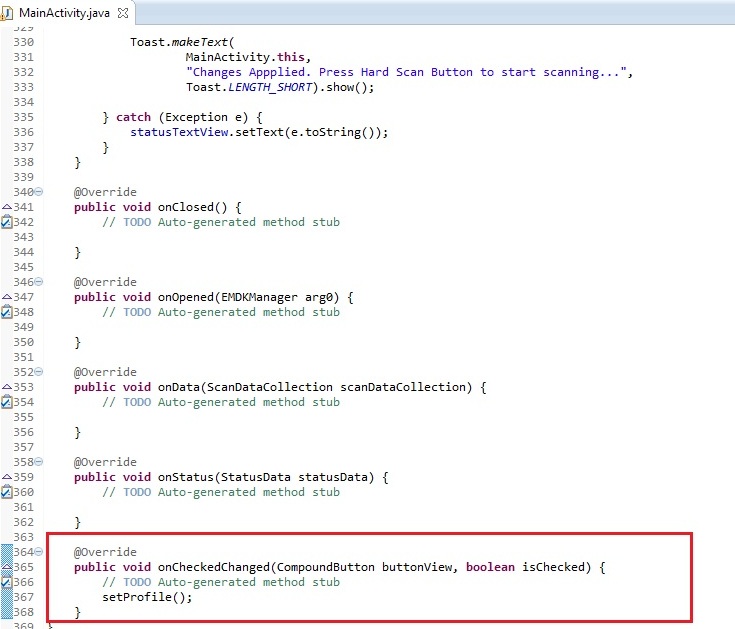 MainActivity.java
329
330 Toast.makeText(
331 MainActivity.this,
332 "Changes Appplied. Press Hard Scan Button to start scanning...",
333 Toast.LENGTH_SHORT).show();
334
335 } catch (Exception e) {
336 statusTextView.setText(e.toString());
337 }
338 }
339
340 @Override
341 public void onClosed() {
342 // TODO Auto-generated method stub
343
344 }
345
346 @Override
347 public void onOpened(EMDKManager arg0) {
348 // TODO Auto-generated method stub
349
350 }
351
352 @Override
353 public void onData(ScanDataCollection scanDataCollection) {
354 // TODO Auto-generated method stub
355
356 }
357
358 @Override
359 public void onStatus(StatusData statusData) {
360 // TODO Auto-generated method stub
361
362 }
363
364 @Override
365 public void onCheckedChanged(CompoundButton buttonView, boolean isChecked) {
366 // TODO Auto-generated method stub
367 setProfile();
368 }
369 }